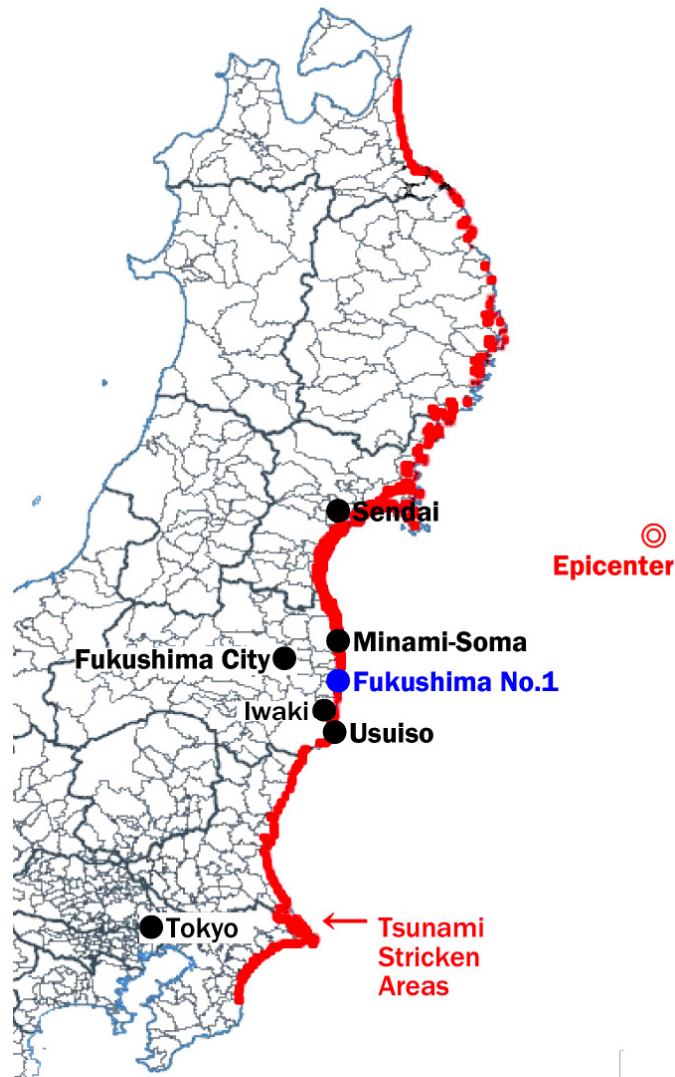 Sendai
Epicenter
Minami-Soma
Fukushima City
Fukushima No.1
Iwaki
Usuiso
Tokyo
Tsunami
Stricken
Areas